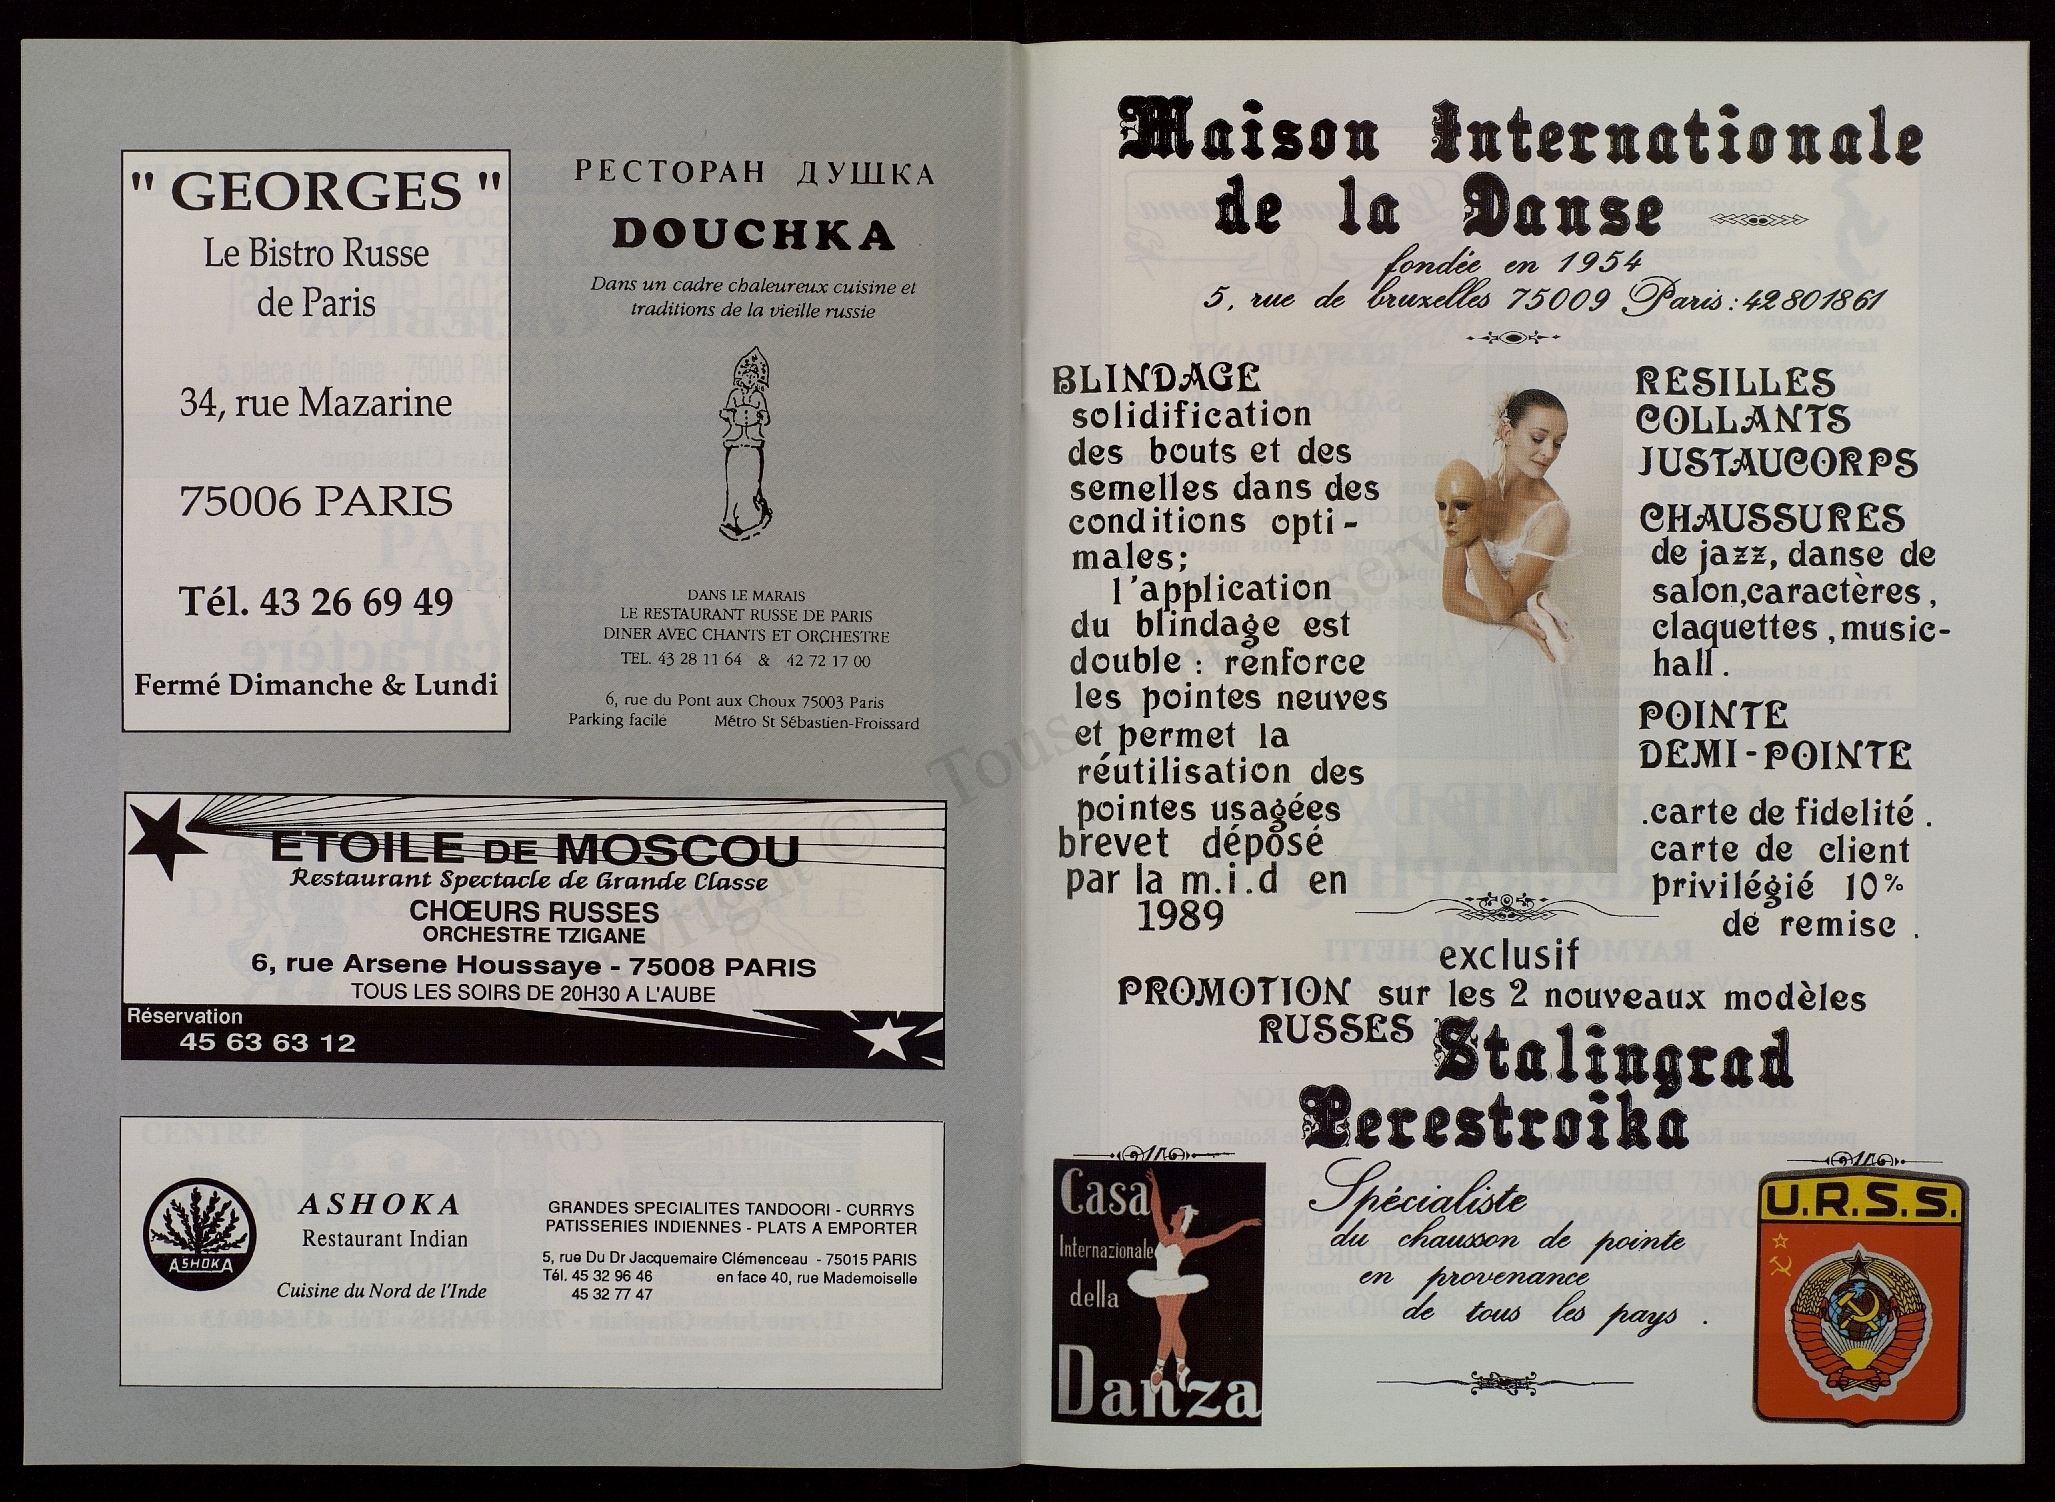 " GEORGES "
Le Bistro Russe
de Paris
34, rue Mazarine
75006 PARIS
Tél. 43 26 69 49
Fermé Dimanche & Lundi
РЕСТОРАН ДУШКА
DOUCHKA
Dans un cadre chaleureux cuisine et
traditions de la vieille russie
DANS LE MARAIS
LE RESTAURANT RUSSE DE PARIS
DINER AVEC CHANTS ET ORCHESTRE
TEL. 43 28 11 64 & 42 72 17 00
6, rue du Pont aux Choux 75003 Paris
Parking facile Métro St Sébastien-Froissard
ETOILE DE MOSCOU
Restaurant Spectacle de Grande Classe
CHŒURS RUSSES
ORCHESTRE TZIGANE
6, rue Arsene Houssaye - 75008 PARIS
TOUS LES SOIRS DE 20H30 A L'AUBE
Réservation
45 63 63 12
ASHOKA
ASHOKA
Restaurant Indian
Cuisine du Nord de l'Inde
GRANDES SPECIALITES TANDOORI - CURRYS
PATISSERIES INDIENNES - PLATS A EMPORTER
5, rue Du Dr Jacquemaire Clémenceau - 75015 PARIS
Tél. 45 32 96 46 en face 40, rue Mademoiselle
45 32 77 47
Maison Internationale
de la Danse
fondée en 1954
5, rue de bruxelles 75009 Paris : 42 80 18 61
BLINDAGE
solidification
des bouts et des
semelles dans des
conditions opti-
males;
l'application
du blindage est
double : renforce
les pointes neuves
et permet la
réutilisation des
pointes usagées
brevet déposé
par la m.i.d en
1989
RESILLES
COLLANTS
JUSTAUCORPS
CHAUSSURES
de jazz, danse de
salon,caractères,
claquettes,music-
hall.
POINTE
DEMI-POINTE
.carte de fidelité.
carte de client
privilégié 10%
de remise.
exclusif
PROMOTION sur les 2 nouveaux modèles
RUSSES Stalingrad
Perestroika
Casa
Internazionale
della
Danza
Spécialiste
du chausson de pointe
en provenance
de tous les pays.
U.R.S.S.